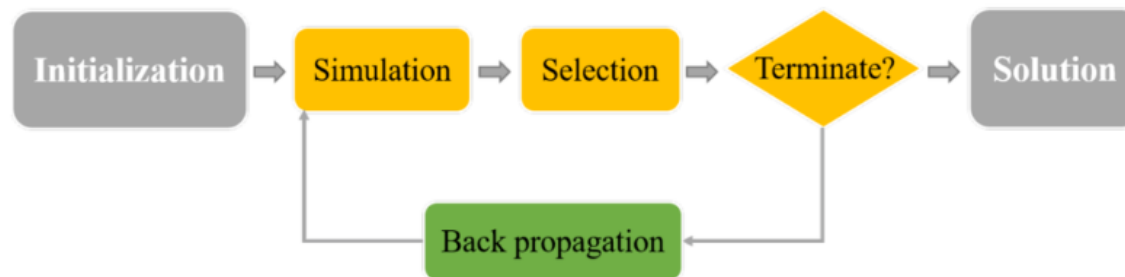 Initialization
Simulation
Selection
Terminate?
Solution
Back propagation